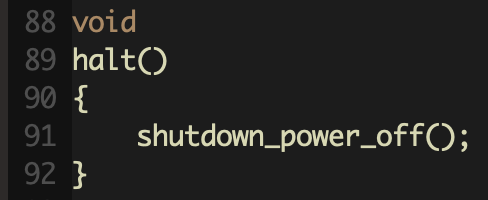 88 void
89 halt()
90 {
91     shutdown_power_off();
92 }